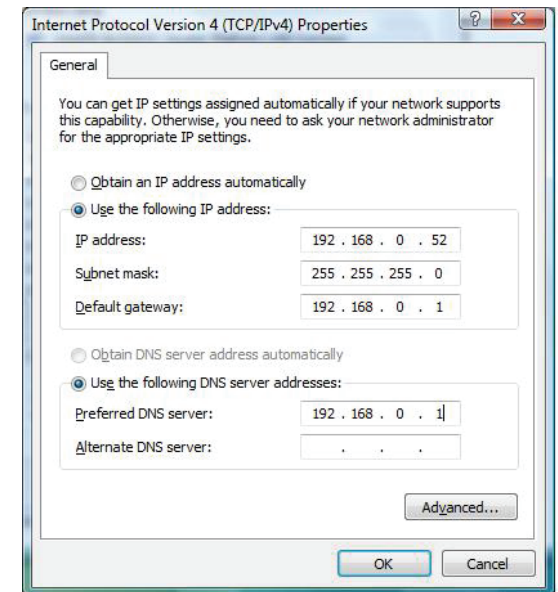 Internet Protocol Version 4 (TCP/IPv4) Properties
General
You can get IP settings assigned automatically if your network supports
this capability. Otherwise, you need to ask your network administrator
for the appropriate IP settings.
Obtain an IP address automatically
Use the following IP address:
IP address: 192 . 168 . 0 . 52
Subnet mask: 255 . 255 . 255 . 0
Default gateway: 192 . 168 . 0 . 1
Obtain DNS server address automatically
Use the following DNS server addresses:
Preferred DNS server: 192 . 168 . 0 . 1
Alternate DNS server: . . .
Advanced...
OK Cancel